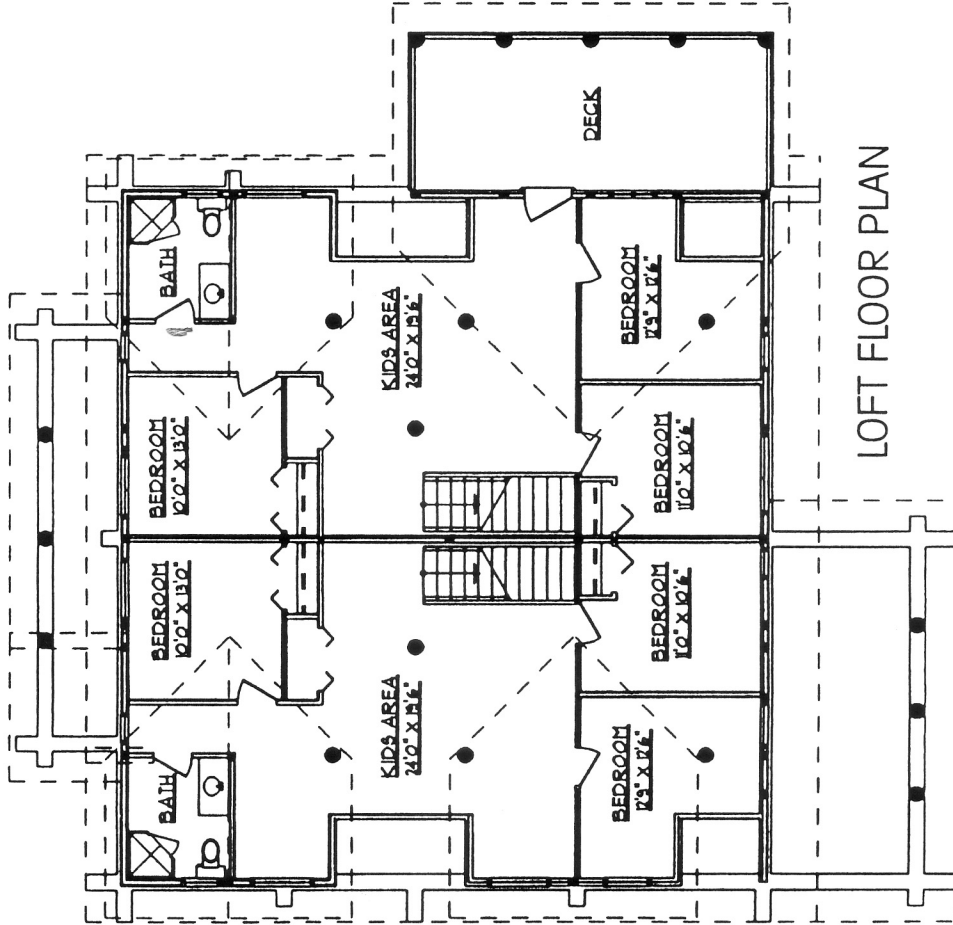 BATH
BEDROOM
10'0" X 13'0"
BEDROOM
10'0" X 13'0"
BATH
KIDS AREA
24'0" X 19'6"
KIDS AREA
24'0" X 19'6"
DECK
BEDROOM
12'9" X 12'6"
BEDROOM
11'0" X 10'6"
BEDROOM
11'0" X 10'6"
BEDROOM
12'9" X 12'6"
LOFT FLOOR PLAN